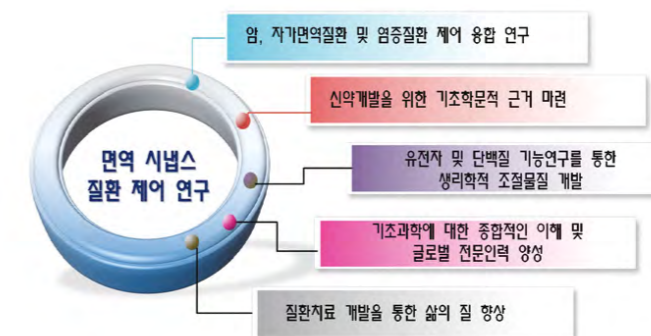 암, 자가면역질환 및 염증질환 제어 융합 연구
신약개발을 위한 기초학문적 근거 마련
면역 시냅스
질환 제어 연구
유전자 및 단백질 기능연구를 통한
생리학적 조절물질 개발
기초과학에 대한 종합적인 이해 및
글로벌 전문인력 양성
질환치료 개발을 통한 삶의 질 향상